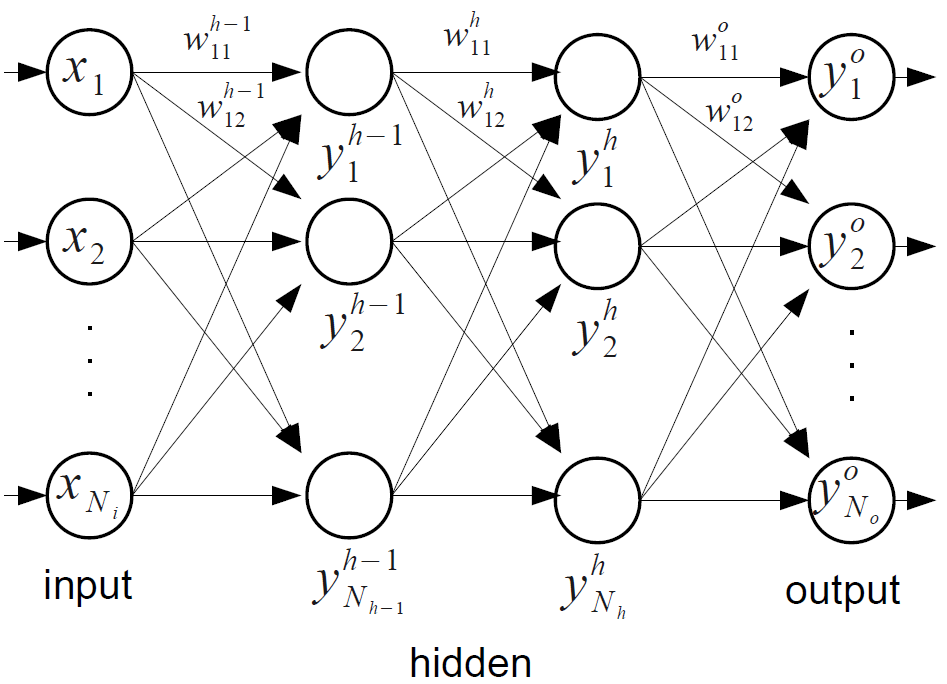 w_{11}^{h-1} w_{11}^{h} w_{11}^{o}
x_1 y_1^{o}
w_{12}^{h-1} w_{12}^{h} w_{12}^{o}
y_1^{h-1} y_1^{h}
x_2 y_2^{o}
y_2^{h-1} y_2^{h}
x_{N_i} y_{N_o}^{o}
input y_{N_{h-1}}^{h-1} y_{N_h}^{h} output
hidden